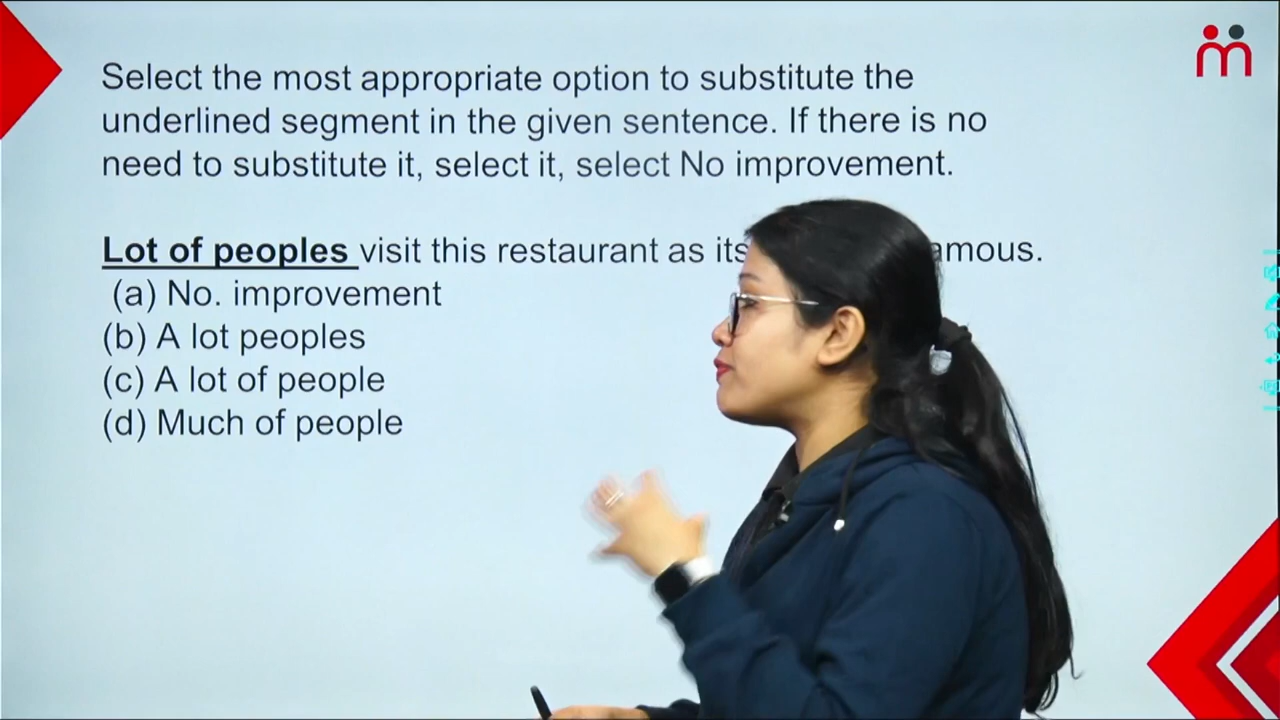 Select the most appropriate option to substitute the
underlined segment in the given sentence. If there is no
need to substitute it, select it, select No improvement.
Lot of peoples visit this restaurant as its
(a) No. improvement
(b) A lot peoples
(c) A lot of people
(d) Much of people